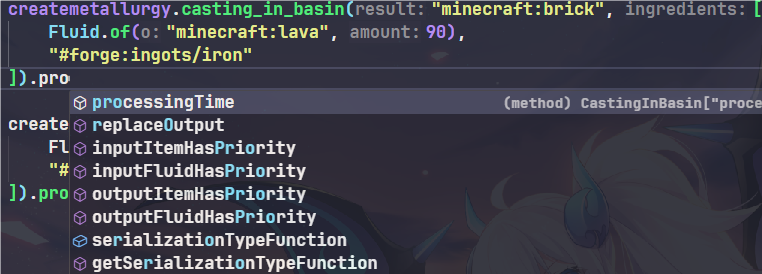 createmetallurgy.casting_in_basin(result: "minecraft:brick", ingredients: [
Fluid.of(o: "minecraft:lava", amount: 90),
"#forge:ingots/iron"
]).pro
processingTime (method) CastingInBasin["proce
replaceOutput
create
inputItemHasPriority
Fl
inputFluidHasPriority
"#
outputItemHasPriority
]).pro
outputFluidHasPriority
serializationTypeFunction
getSerializationTypeFunction